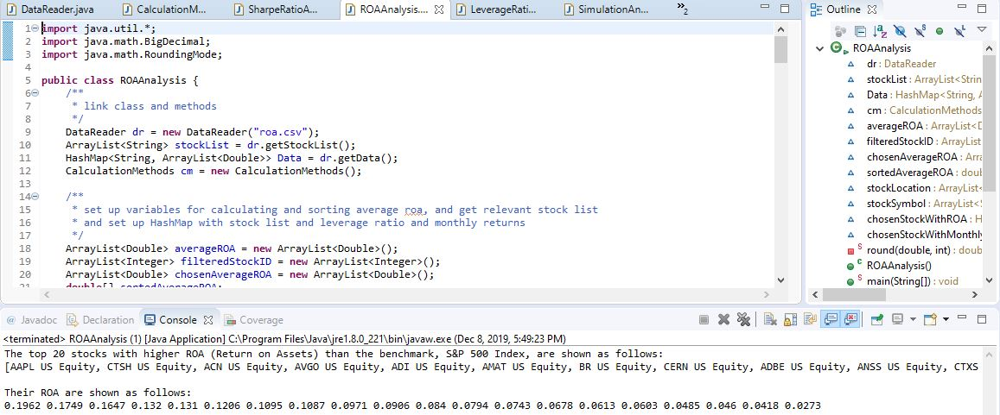 DataReader.java
CalculationM...
SharpeRatioA...
ROAAnalysis....
LeverageRati...
SimulationAn...
»2
1 import java.util.*;
2 import java.math.BigDecimal;
3 import java.math.RoundingMode;
4
5 public class ROAAnalysis {
6 /**
7 * link class and methods
8 */
9 DataReader dr = new DataReader("roa.csv");
10 ArrayList<String> stockList = dr.getStockList();
11 HashMap<String, ArrayList<Double>> Data = dr.getData();
12 CalculationMethods cm = new CalculationMethods();
13
14 /**
15 * set up variables for calculating and sorting average roa, and get relevant stock list
16 * and set up HashMap with stock list and leverage ratio and monthly returns
17 */
18 ArrayList<Double> averageROA = new ArrayList<Double>();
19 ArrayList<Integer> filteredStockID = new ArrayList<Integer>();
20 ArrayList<Double> chosenAverageROA = new ArrayList<Double>();
21 double[] sortedAverageROA;
Outline
ROAAnalysis
dr : DataReader
stockList : ArrayList<Strin
Data : HashMap<String, A
cm : CalculationMethods
averageROA : ArrayList<D
filteredStockID : ArrayList
chosenAverageROA : Arra
sortedAverageROA : doub
stockLocation : ArrayList<
stockSymbol : ArrayList<S
chosenStockWithROA : H
chosenStockWithMonthly
round(double, int) : doub
ROAAnalysis()
main(String[]) : void
Javadoc
Declaration
Console
Coverage
<terminated> ROAAnalysis (1) [Java Application] C:\Program Files\Java\jre1.8.0_221\bin\javaw.exe (Dec 8, 2019, 5:49:23 PM)
The top 20 stocks with higher ROA (Return on Assets) than the benchmark, S&P 500 Index, are shown as follows:
[AAPL US Equity, CTSH US Equity, ACN US Equity, AVGO US Equity, ADI US Equity, AMAT US Equity, BR US Equity, CERN US Equity, ADBE US Equity, ANSS US Equity, CTXS
Their ROA are shown as follows:
0.1962 0.1749 0.1647 0.132 0.131 0.1206 0.1095 0.1087 0.0971 0.0906 0.084 0.0794 0.0743 0.0678 0.0613 0.0603 0.0485 0.046 0.0418 0.0273